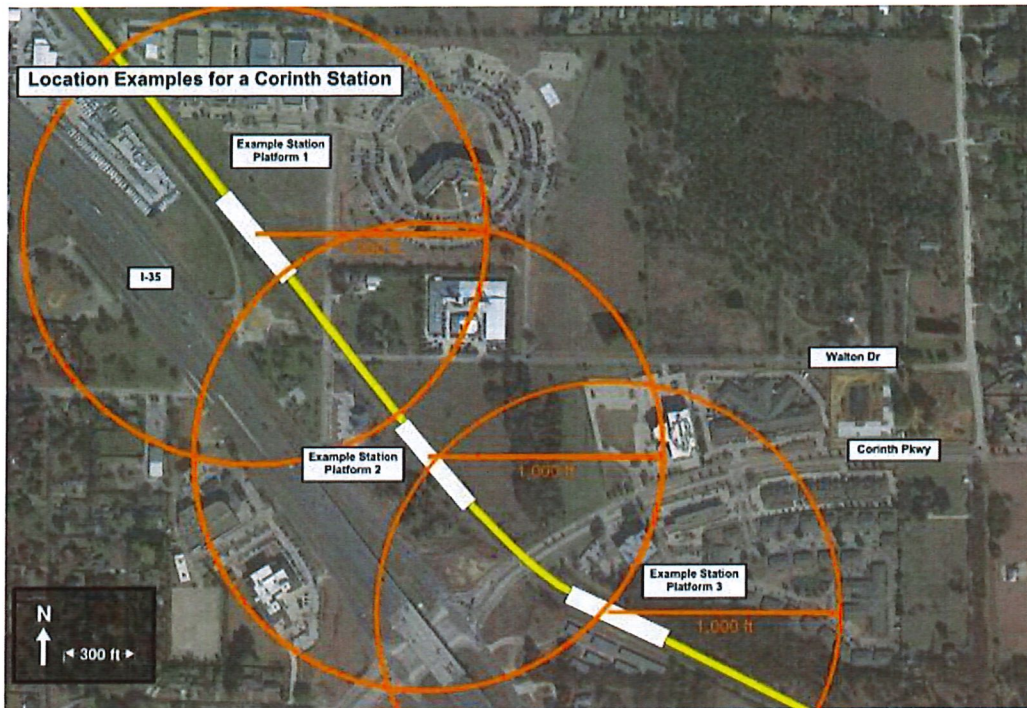 Location Examples for a Corinth Station
Example Station
Platform 1
I-35
Walton Dr
Example Station
Platform 2
1,000 ft
Corinth Pkwy
Example Station
Platform 3
1,000 ft
N
300 ft